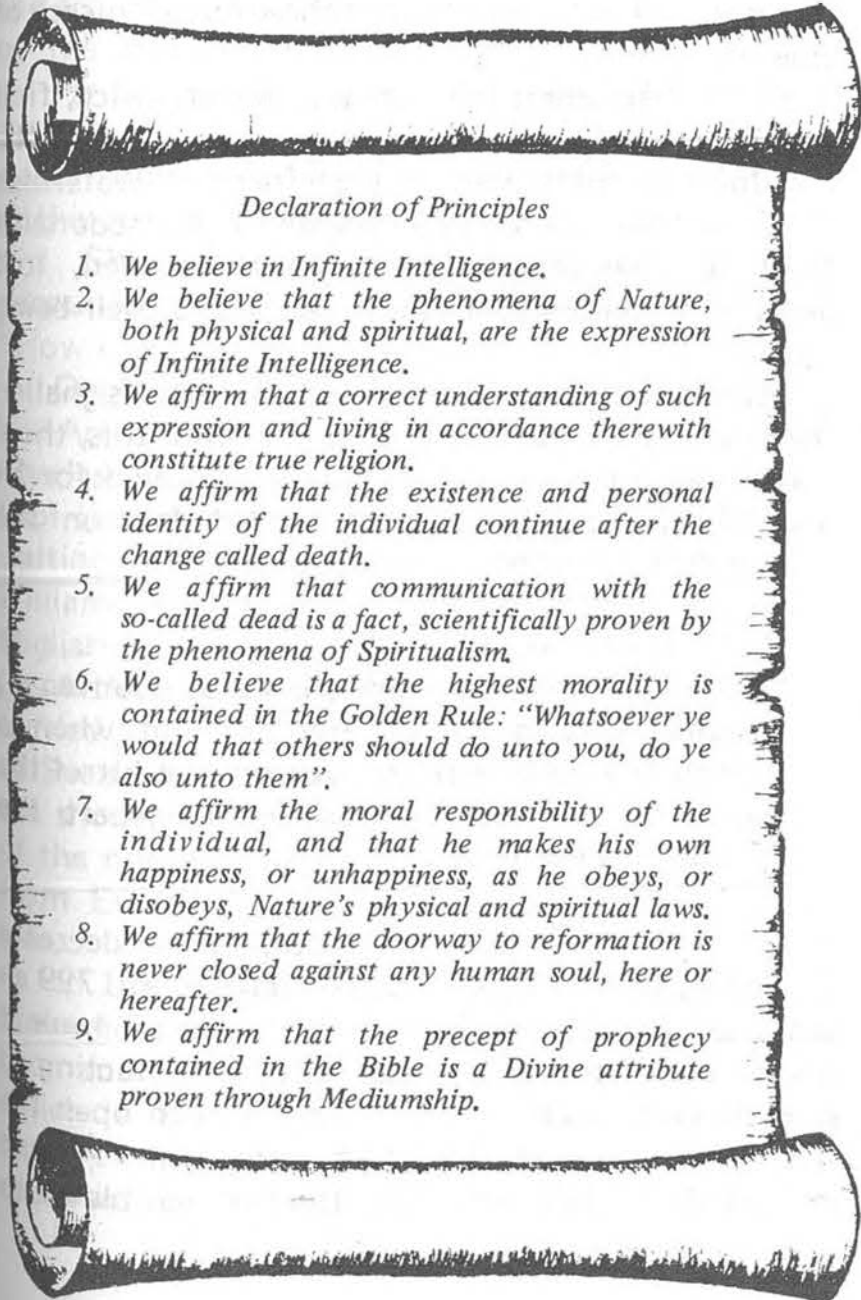 Declaration of Principles
1. We believe in Infinite Intelligence.
2. We believe that the phenomena of Nature,
both physical and spiritual, are the expression
of Infinite Intelligence.
3. We affirm that a correct understanding of such
expression and living in accordance therewith
constitute true religion.
4. We affirm that the existence and personal
identity of the individual continue after the
change called death.
5. We affirm that communication with the
so-called dead is a fact, scientifically proven by
the phenomena of Spiritualism.
6. We believe that the highest morality is
contained in the Golden Rule: “Whatsoever ye
would that others should do unto you, do ye
also unto them”.
7. We affirm the moral responsibility of the
individual, and that he makes his own
happiness, or unhappiness, as he obeys, or
disobeys, Nature's physical and spiritual laws.
8. We affirm that the doorway to reformation is
never closed against any human soul, here or
hereafter.
9. We affirm that the precept of prophecy
contained in the Bible is a Divine attribute
proven through Mediumship.